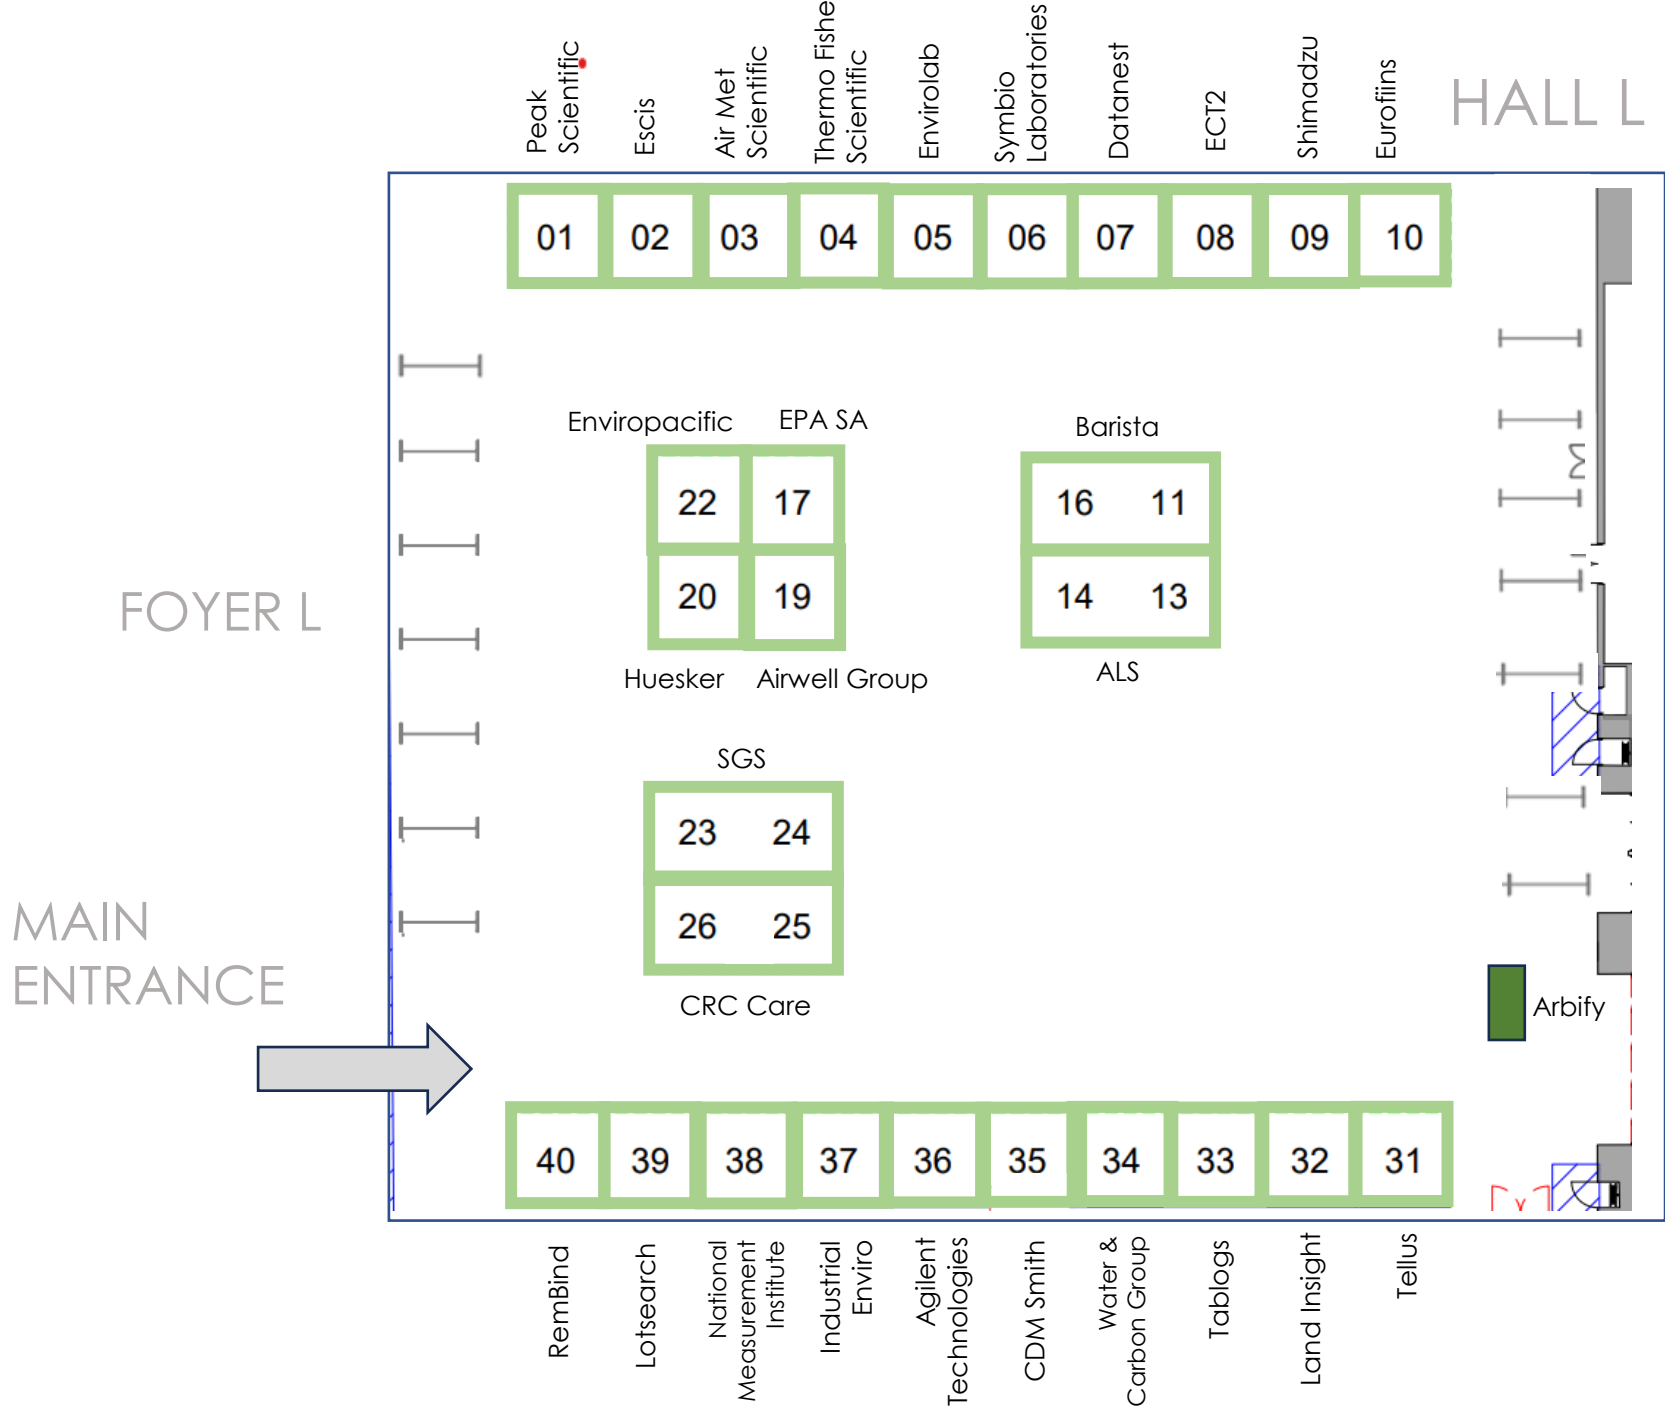 Peak
Scientific
Escis
Air Met
Scientific
Thermo Fishe
Scientific
Envirolab
Symbio
Laboratories
Datanest
ECT2
Shimadzu
Eurofiins
HALL L
01 02 03 04 05 06 07 08 09 10
Enviropacific
EPA SA
Barista
22 17
16 11
20 19
14 13
Huesker
Airwell Group
ALS
FOYER L
SGS
23 24
26 25
CRC Care
MAIN
ENTRANCE
Arbify
40 39 38 37 36 35 34 33 32 31
RemBind
Lotsearch
National
Measurement
Institute
Industrial
Enviro
Agilent
Technologies
CDM Smith
Water &
Carbon Group
Tablogs
Land Insight
Tellus